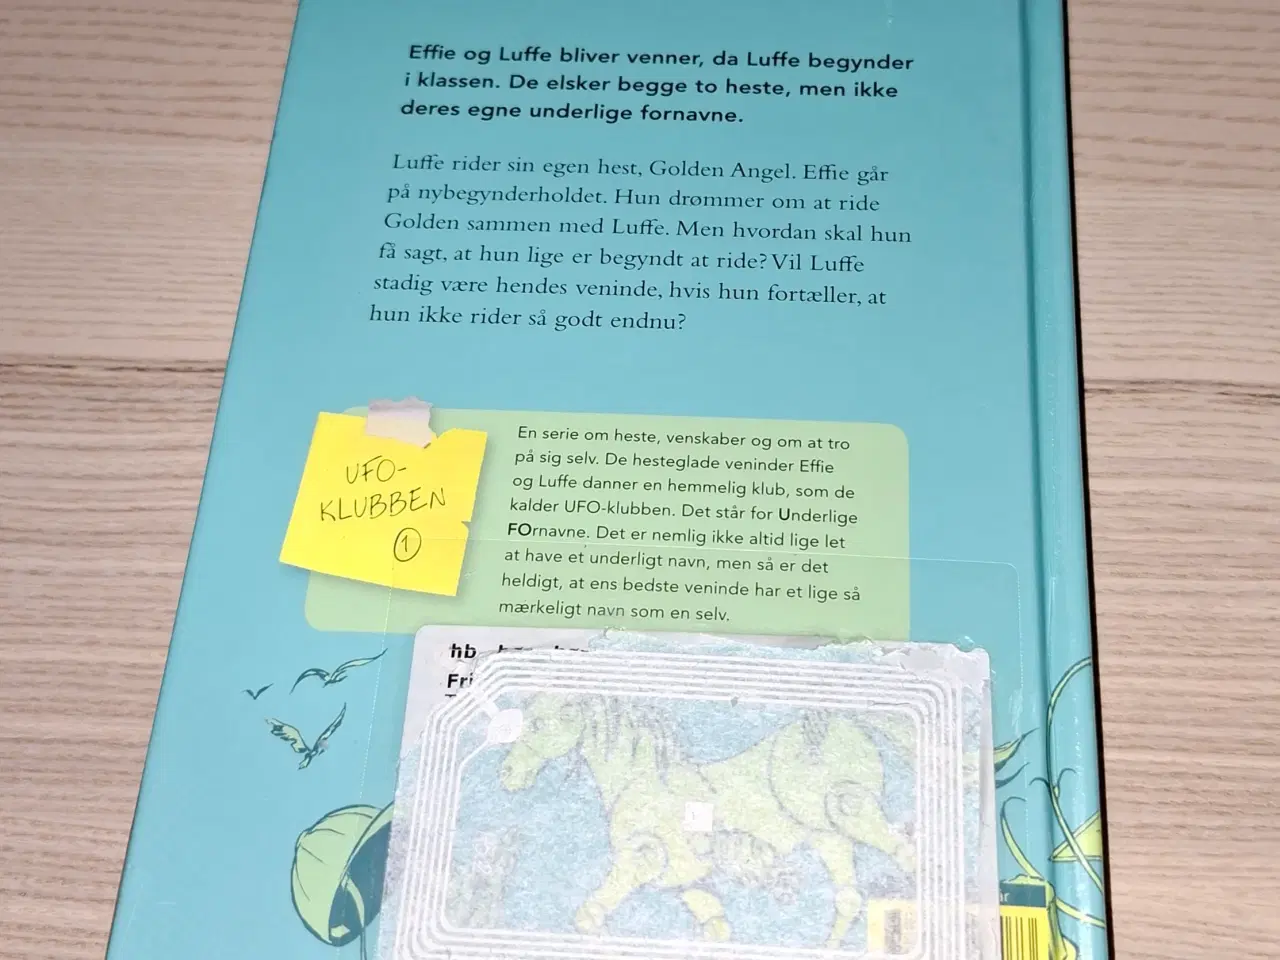 Effie og Luffe bliver venner, da Luffe begynder
i klassen. De elsker begge to heste, men ikke
deres egne underlige fornavne.
Luffe rider sin egen hest, Golden Angel. Effie går
på nybegynderholdet. Hun drømmer om at ride
Golden sammen med Luffe. Men hvordan skal hun
få sagt, at hun lige er begyndt at ride? Vil Luffe
stadig være hendes veninde, hvis hun fortæller, at
hun ikke rider så godt endnu?
UFO-
KLUBBEN
1
En serie om heste, venskaber og om at tro
på sig selv. De hesteglade veninder Effie
og Luffe danner en hemmelig klub, som de
kalder UFO-klubben. Det står for Underlige
FOrnavne. Det er nemlig ikke altid lige let
at have et underligt navn, men så er det
heldigt, at ens bedste veninde har et lige så
mærkeligt navn som en selv.
hb
Fri